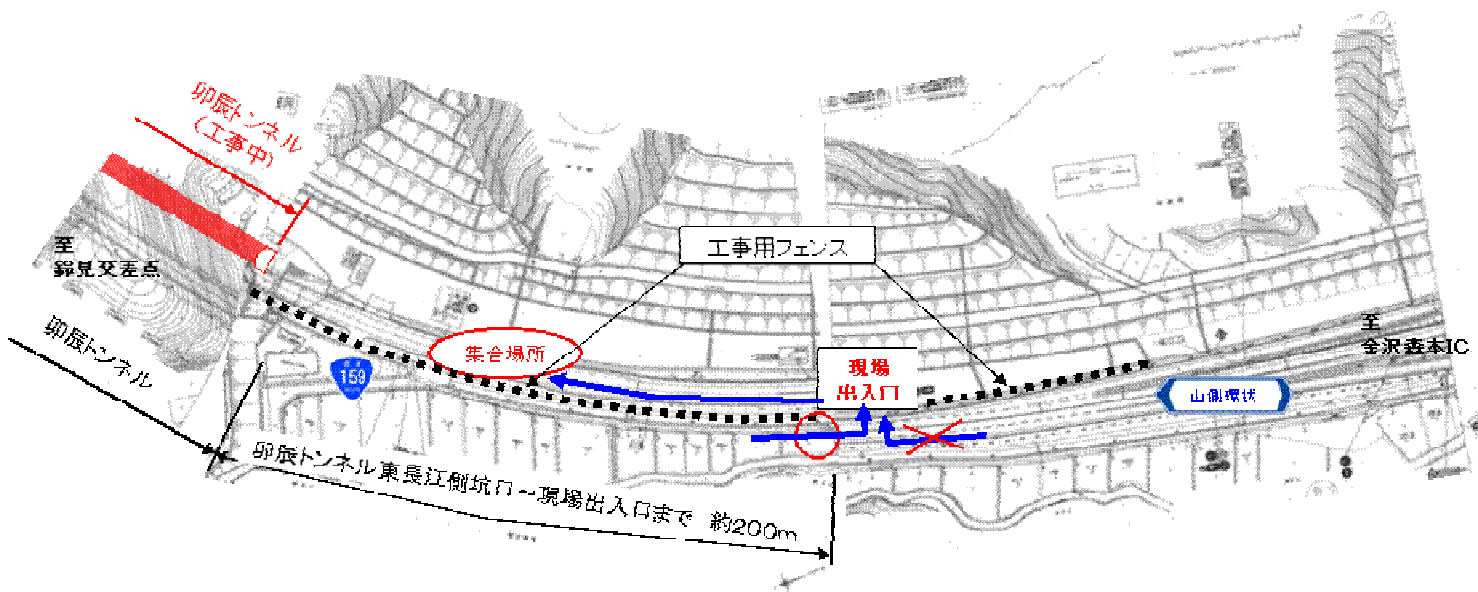 卯辰トンネル
(工事中)
至
鈴見交差点
工事用フェンス
至
金沢森本IC
卯辰トンネル
集合場所
159
現場
出入口
山側環状
卯辰トンネル東長江側坑口~現場出入口まで 約200m